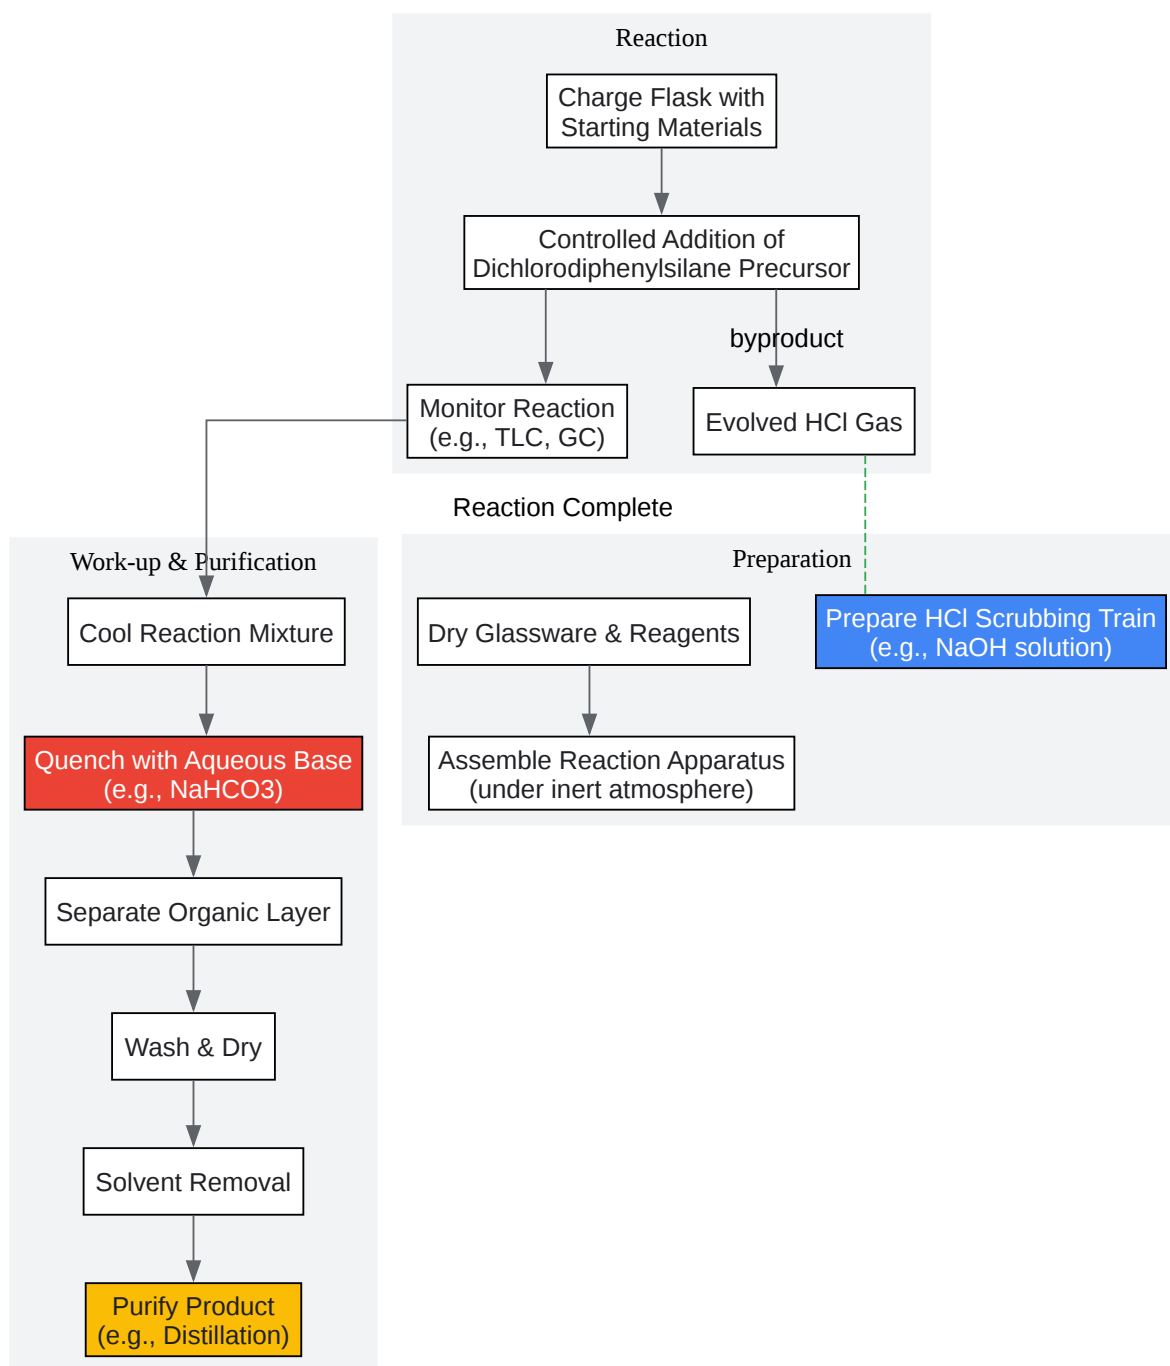 Reaction
Charge Flask with
Starting Materials
Controlled Addition of
Dichlorodiphenylsilane Precursor
byproduct
Monitor Reaction
(e.g., TLC, GC)
Evolved HCl Gas
Reaction Complete
Work-up & Purification
Cool Reaction Mixture
Quench with Aqueous Base
(e.g., NaHCO3)
Separate Organic Layer
Wash & Dry
Solvent Removal
Purify Product
(e.g., Distillation)
Preparation
Dry Glassware & Reagents
Prepare HCl Scrubbing Train
(e.g., NaOH solution)
Assemble Reaction Apparatus
(under inert atmosphere)